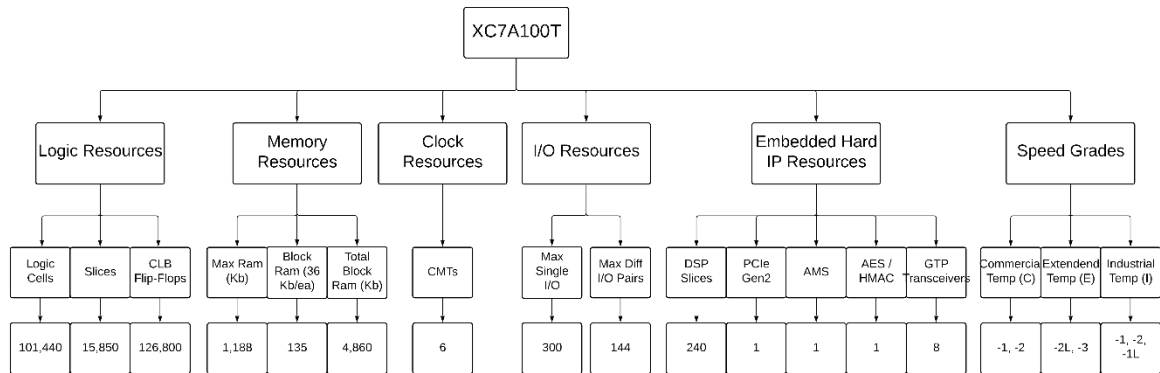 XC7A100T
Logic Resources
Memory
Resources
Clock
Resources
I/O Resources
Embedded Hard
IP Resources
Speed Grades
Logic
Cells
Slices
CLB
Flip-Flops
Max Ram
(Kb)
Block
Ram (36
Kb/ea)
Total
Block
Ram (Kb)
CMTs
Max
Single
I/O
Max Diff
I/O Pairs
DSP
Slices
PCIe
Gen2
AMS
AES /
HMAC
GTP
Transceivers
Commercia
Temp (C)
Extendend
Temp (E)
Industrial
Temp (I)
101,440
15,850
126,800
1,188
135
4,860
6
300
144
240
1
1
1
8
-1, -2
-2L, -3
-1, -2,
-1L